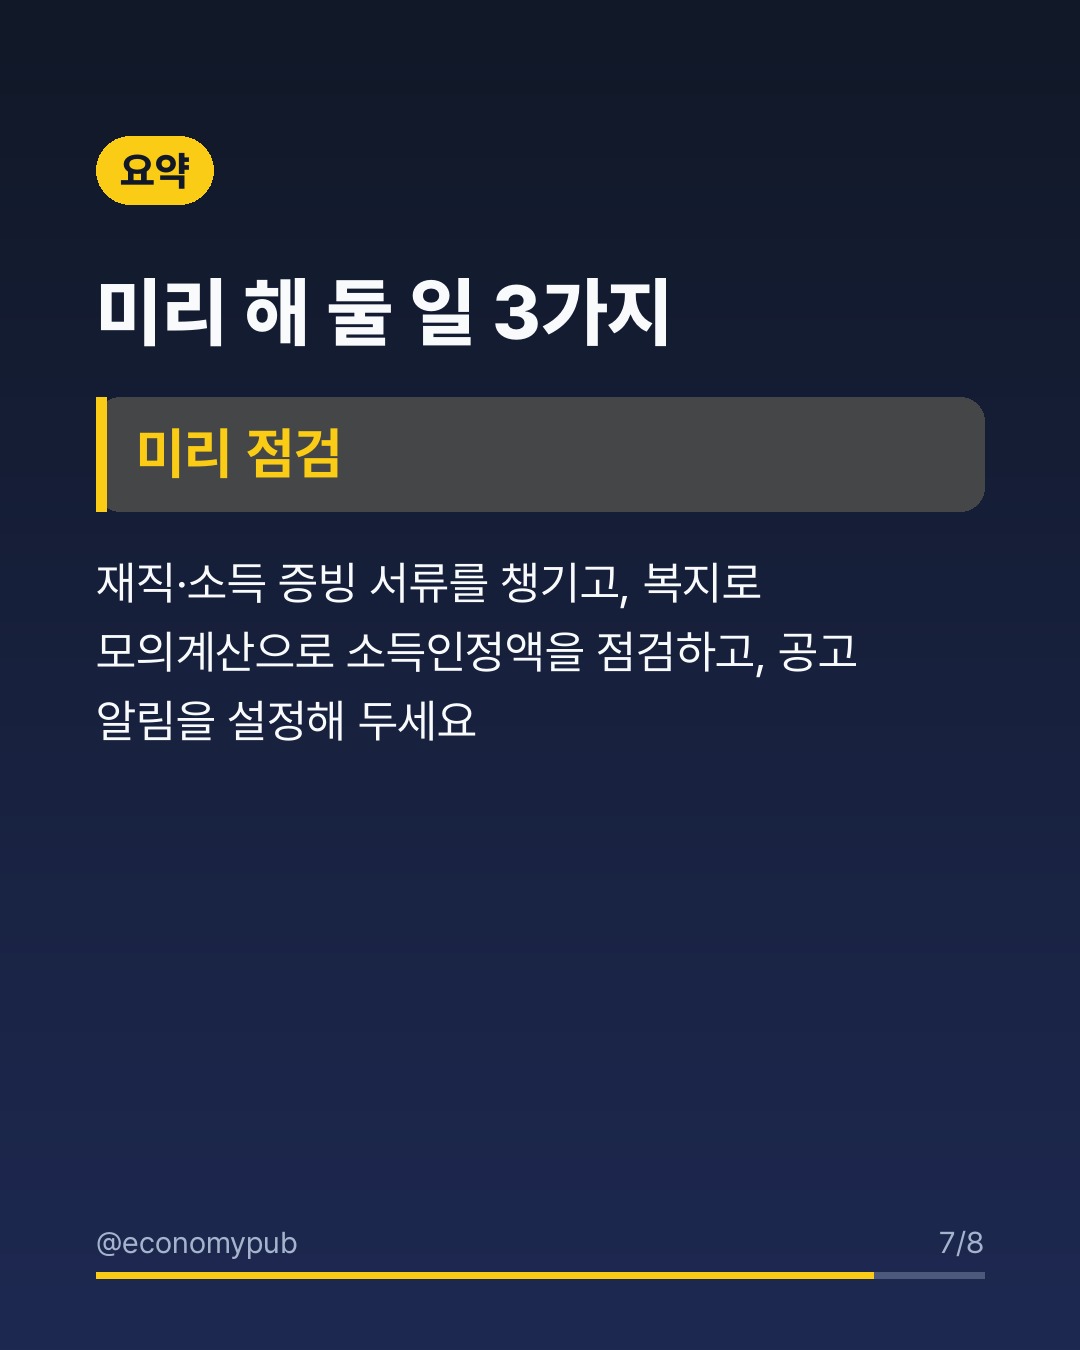 요약
미리 해 둘 일 3가지
미리 점검
재직·소득 증빙 서류를 챙기고, 복지로
모의계산으로 소득인정액을 점검하고, 공고
알림을 설정해 두세요
@economypub
7/8